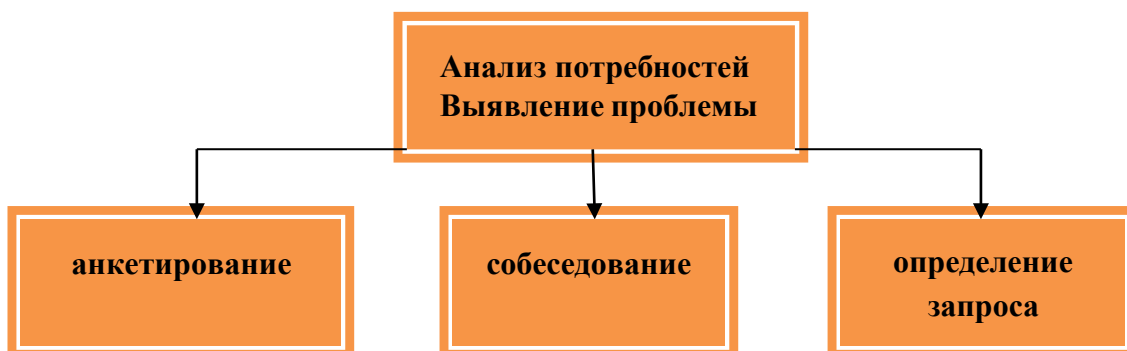 Анализ потребностей
Выявление проблемы
анкетирование
собеседование
определение
запроса